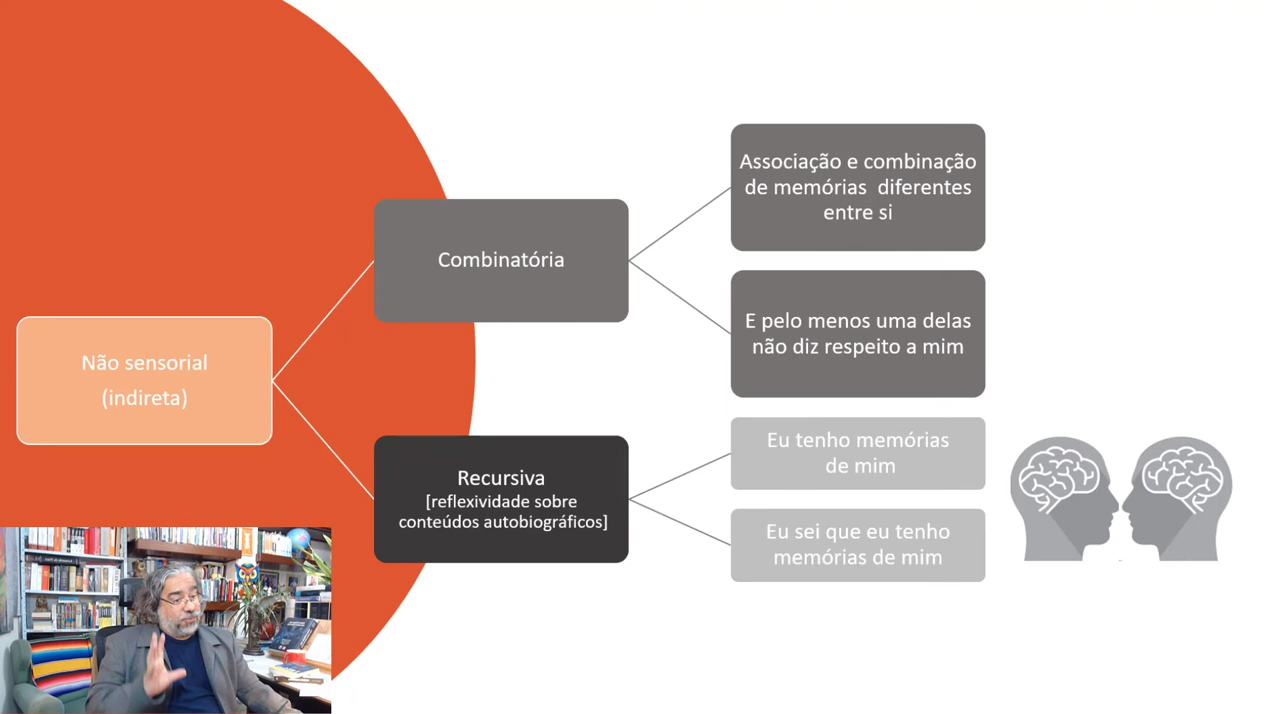 Não sensorial
(indireta)
Combinatória
Associação e combinação
de memórias diferentes
entre si
E pelo menos uma delas
não diz respeito a mim
Recursiva
[reflexividade sobre
conteúdos autobiográficos]
Eu tenho memórias
de mim
Eu sei que eu tenho
memórias de mim